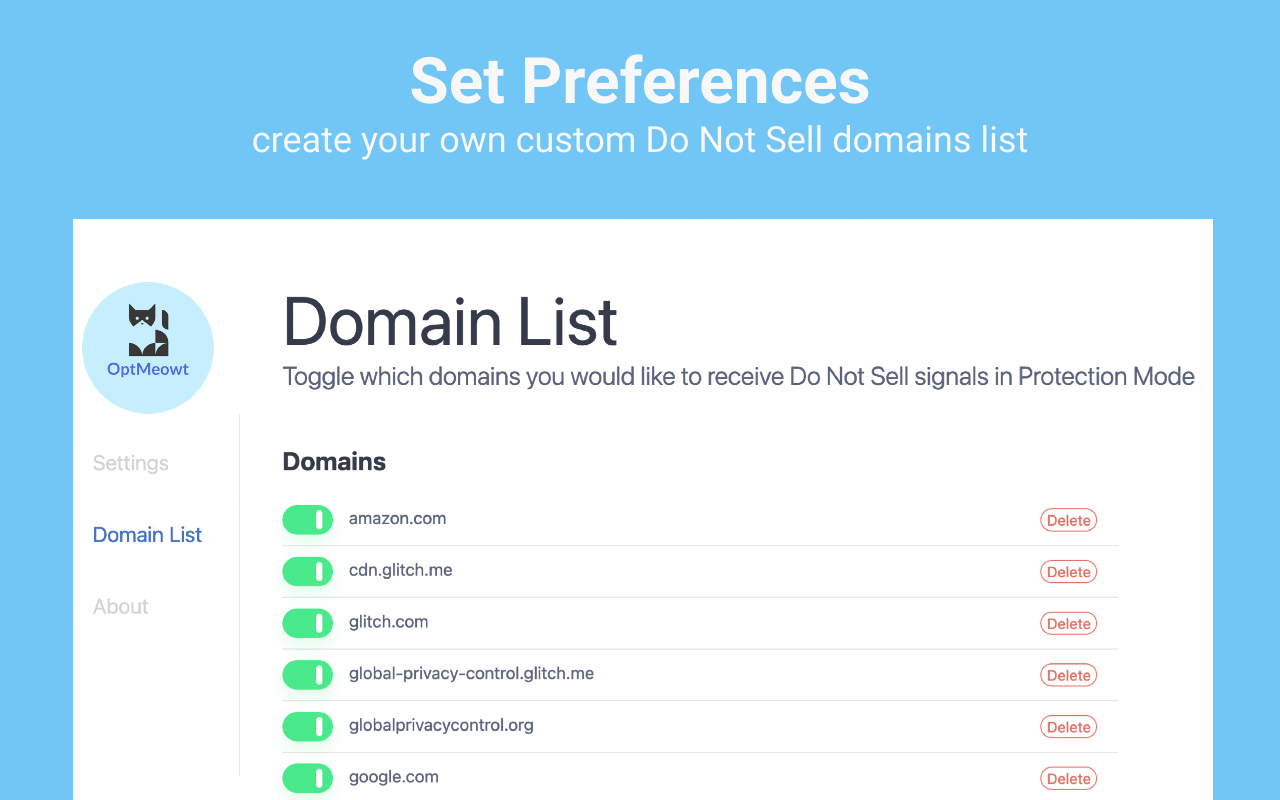 Set Preferences
create your own custom Do Not Sell domains list
OptMeowt
Settings
Domain List
About
Domain List
Toggle which domains you would like to receive Do Not Sell signals in Protection Mode
Domains
amazon.com Delete
cdn.glitch.me Delete
glitch.com Delete
global-privacy-control.glitch.me Delete
globalprivacycontrol.org Delete
google.com Delete